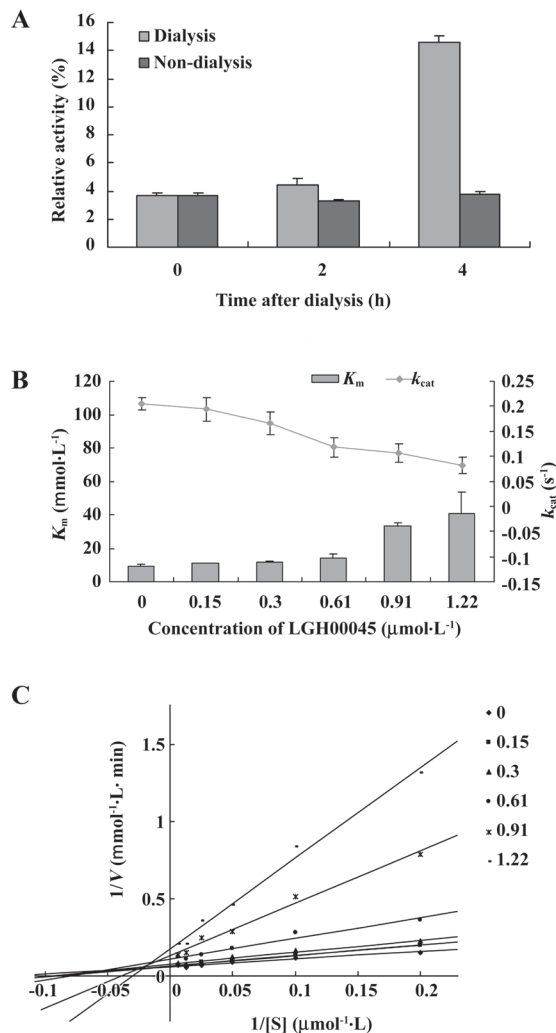 A
16
14
12
10
8
6
4
2
0
Relative activity (%)
Dialysis
Non-dialysis
0 2 4
Time after dialysis (h)
B
Km kcat
120
100
80
60
40
20
0
Km (mmol·L-1)
0.25
0.2
0.15
0.1
0.05
0
-0.05
-0.1
-0.15
kcat (s-1)
0 0.15 0.3 0.61 0.91 1.22
Concentration of LGH00045 (μmol·L-1)
C
1/V (mmol-1·L· min)
1.5
1
0.5
0
-0.1 -0.05 0 0.05 0.1 0.15 0.2
1/[S] (μmol-1·L)
0
0.15
0.3
0.61
0.91
1.22